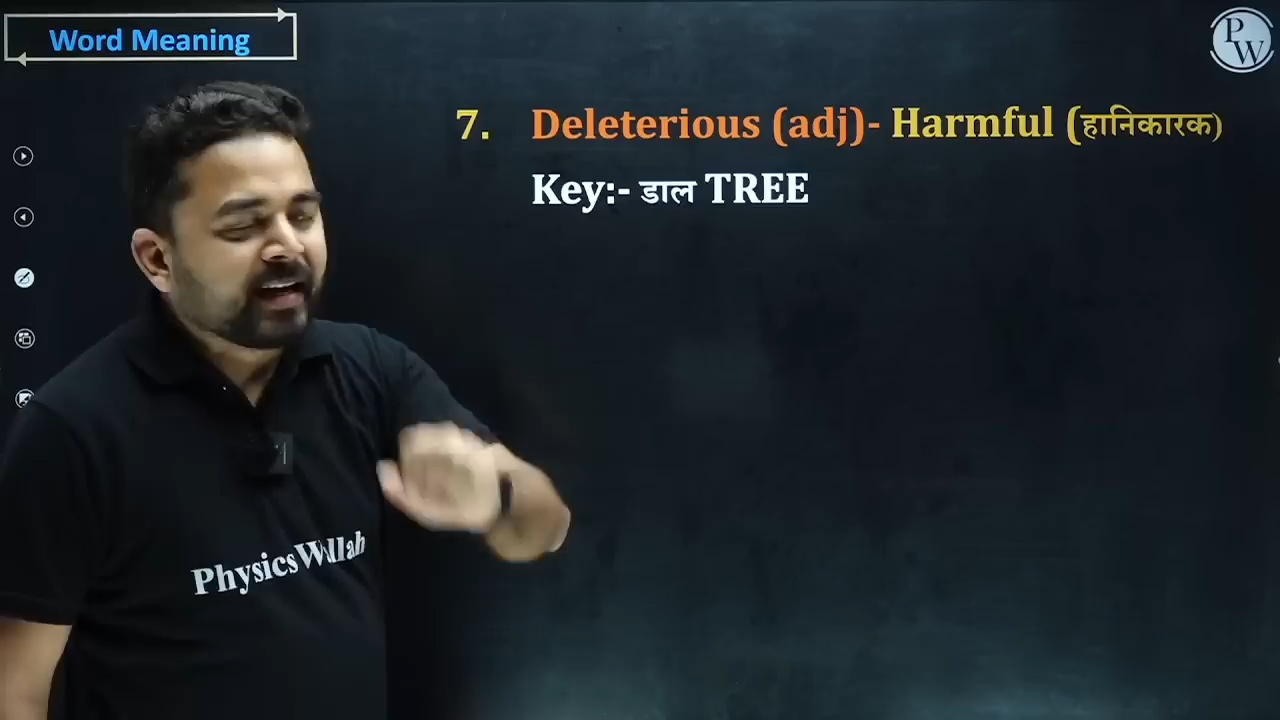 Word Meaning
PW
7. Deleterious (adj)- Harmful (हानिकारक)
Key:- डाल TREE
PhysicsWallah